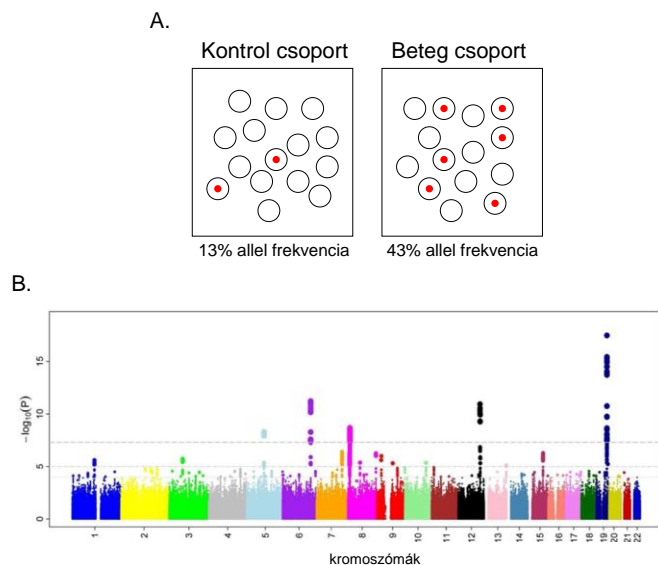 A.
Kontrol csoport
Beteg csoport
13% allel frekvencia
43% allel frekvencia
B.
-log₁₀(P)
15
10
5
0
1 2 3 4 5 6 7 8 9 10 11 12 13 14 15 16 17 18 19 20 21 22
kromoszómák